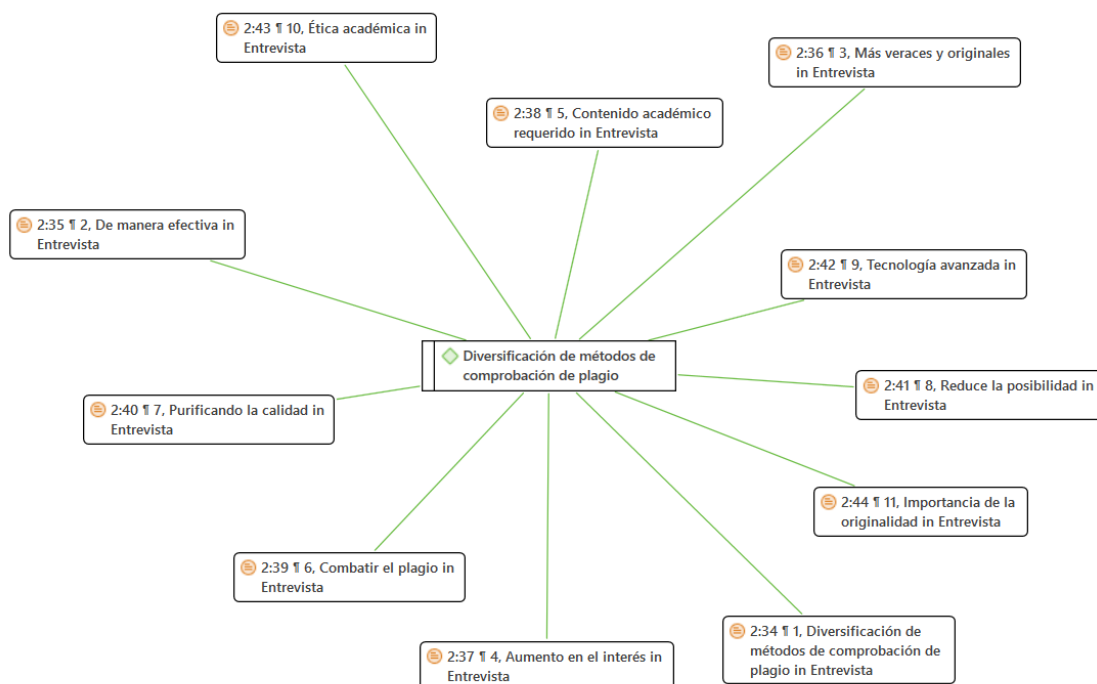 2:43 ¶ 10, Ética académica in
Entrevista
2:36 ¶ 3, Más veraces y originales
in Entrevista
2:38 ¶ 5, Contenido académico
requerido in Entrevista
2:35 ¶ 2, De manera efectiva in
Entrevista
2:42 ¶ 9, Tecnología avanzada in
Entrevista
Diversificación de métodos de
comprobación de plagio
2:41 ¶ 8, Reduce la posibilidad in
Entrevista
2:40 ¶ 7, Purificando la calidad in
Entrevista
2:44 ¶ 11, Importancia de la
originalidad in Entrevista
2:39 ¶ 6, Combatir el plagio in
Entrevista
2:34 ¶ 1, Diversificación de
métodos de comprobación de
plagio in Entrevista
2:37 ¶ 4, Aumento en el interés in
Entrevista